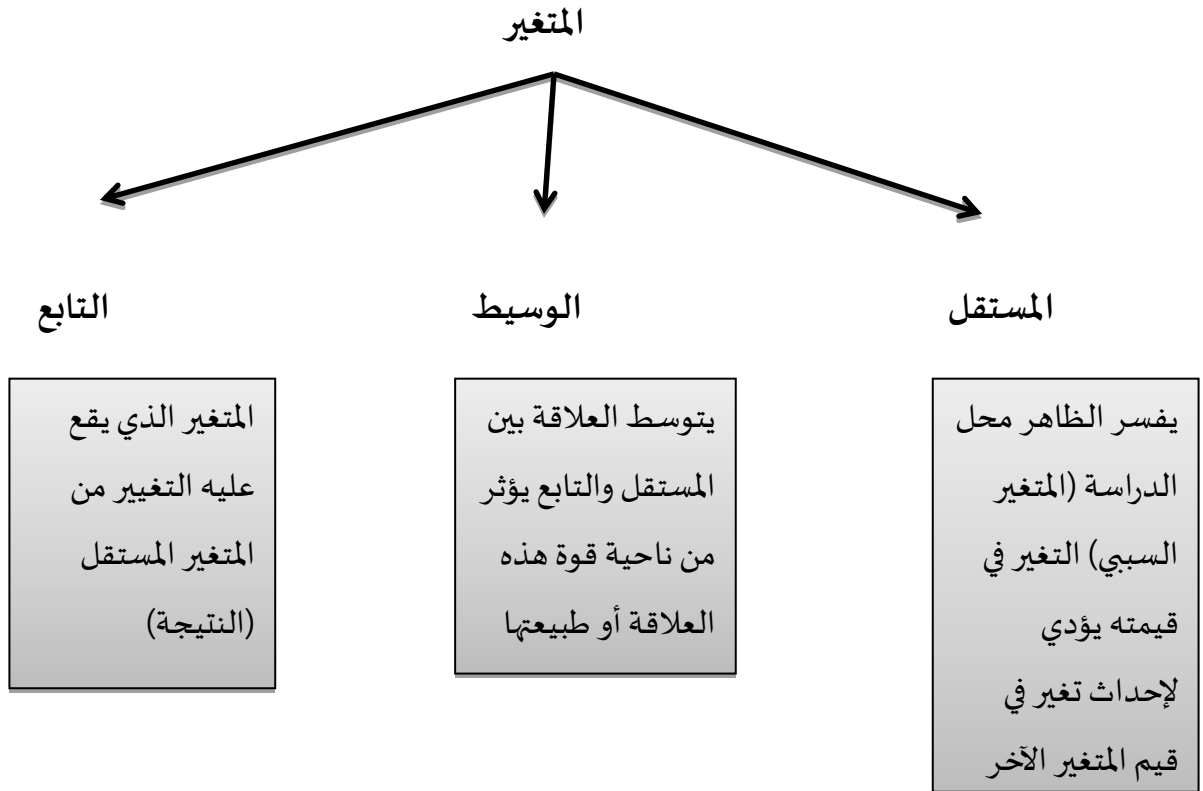 المتغير
المستقل
الوسيط
التابع
يفسر الظاهر محل
الدراسة (المتغير
السببي) التغير في
قيمته يؤدي
لإحداث تغير في
قيم المتغير الآخر
يتوسط العلاقة بين
المستقل والتابع يؤثر
من ناحية قوة هذه
العلاقة أو طبيعتها
المتغير الذي يقع
عليه التغيير من
المتغير المستقل
(النتيجة)